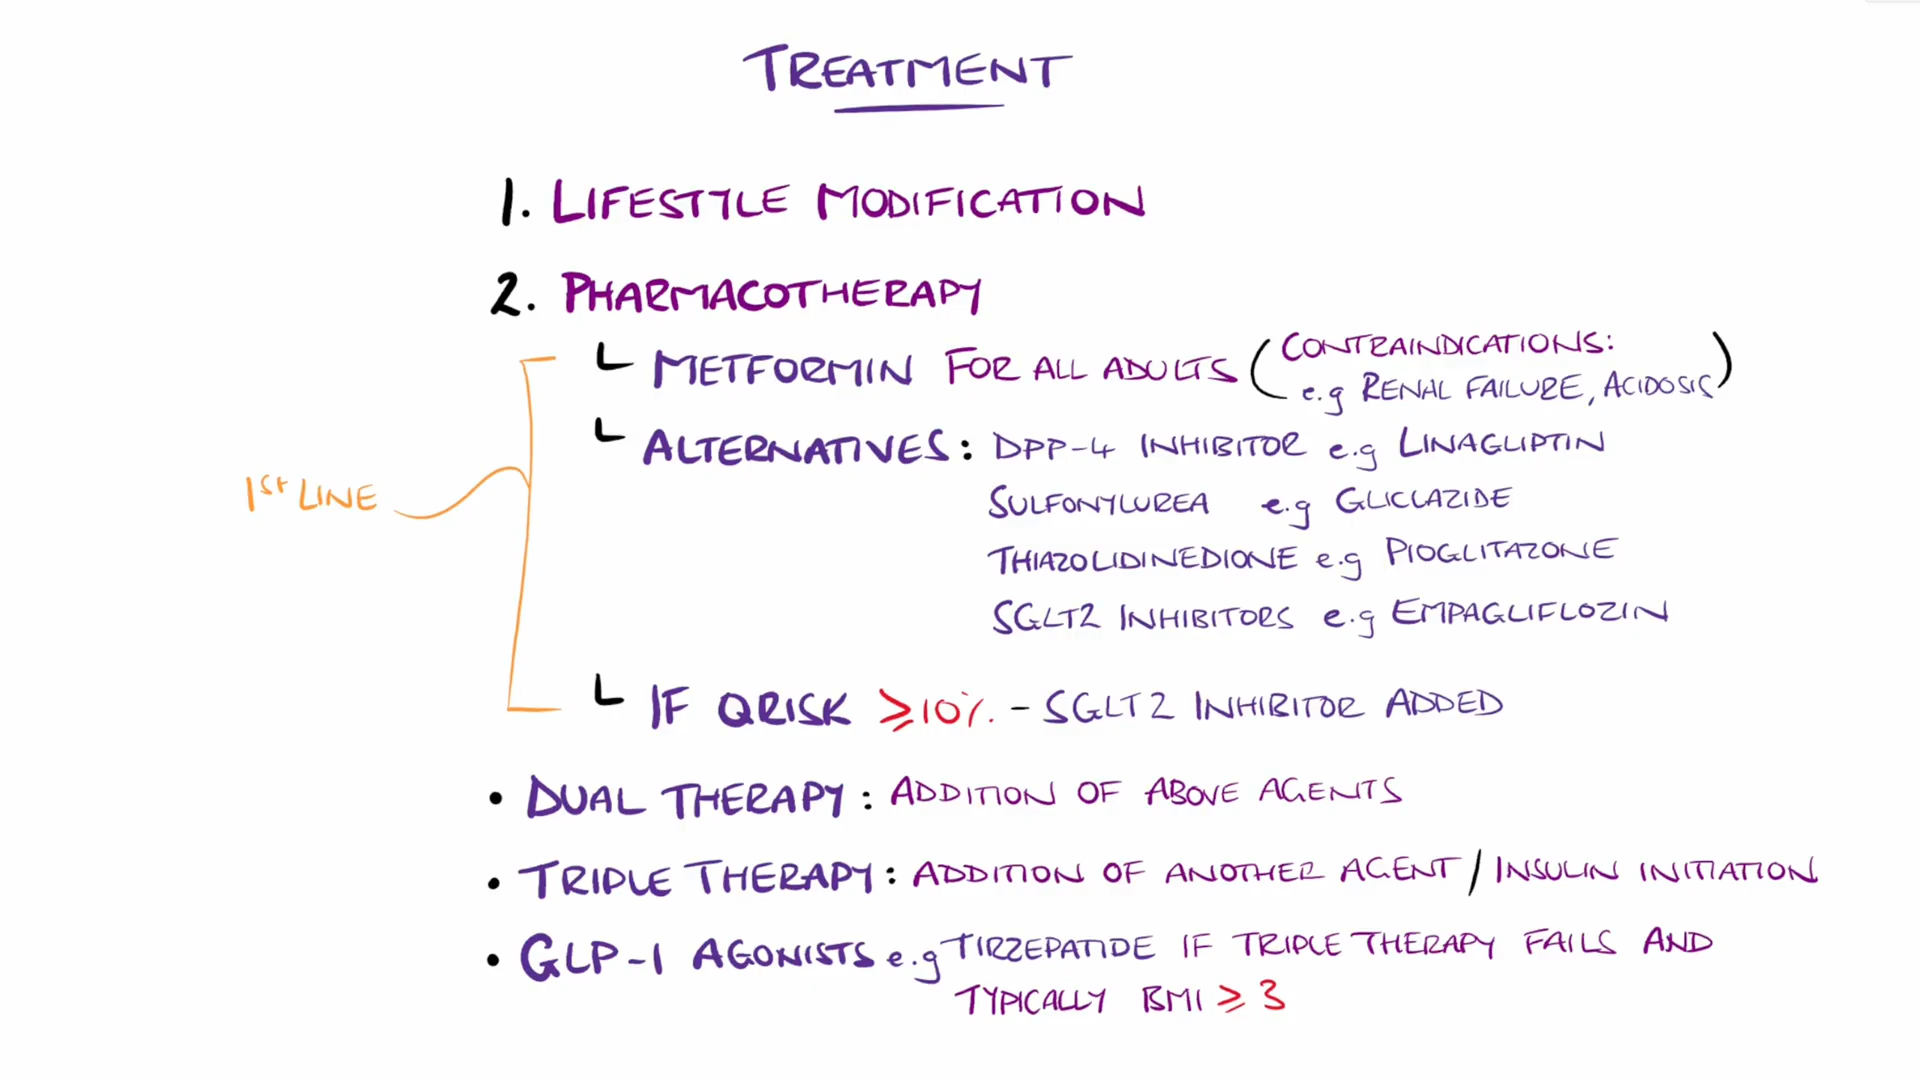 TREATMENT
1. LIFESTYLE MODIFICATION
2. PHARMACOTHERAPY
METFORMIN FOR ALL ADULTS (CONTRAINDICATIONS:
e.g RENAL FAILURE, ACIDOSIS)
ALTERNATIVES: DPP-4 INHIBITOR e.g LINAGLIPTIN
SULFONYLUREA e.g GLICLAZIDE
THIAZOLIDINEDIONE e.g PIOGLITAZONE
SGLT2 INHIBITORS e.g EMPAGLIFLOZIN
1ST LINE
IF QRISK ≥10% - SGLT2 INHIBITOR ADDED
• DUAL THERAPY: ADDITION OF ABOVE AGENTS
• TRIPLE THERAPY: ADDITION OF ANOTHER AGENT / INSULIN INITIATION
• GLP-1 AGONISTS e.g TIRZEPATIDE IF TRIPLE THERAPY FAILS AND
TYPICALLY BMI ≥ 3